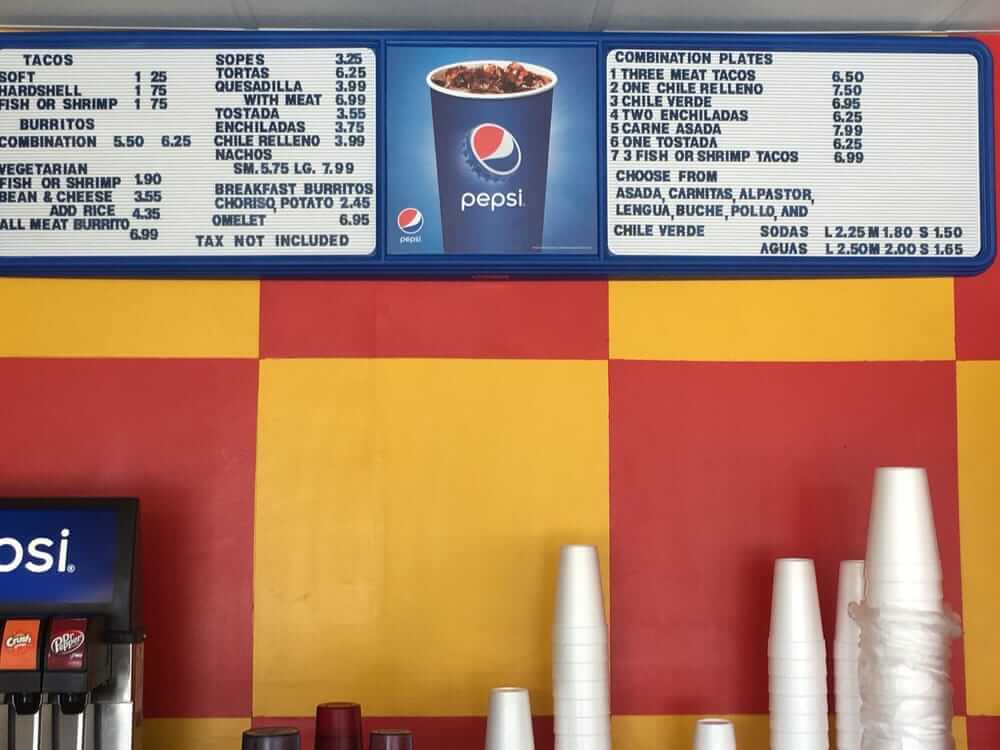 TACOS
SOFT 1 25
HARDSHELL 1 75
FISH OR SHRIMP 1 75
BURRITOS
COMBINATION 5.50 6.25
VEGETARIAN
FISH OR SHRIMP 1.90
BEAN & CHEESE 3.55
ADD RICE 4.35
ALL MEAT BURRITO
6.99
SOPES 3.25
TORTAS 6.25
QUESADILLA 3.99
WITH MEAT 6.99
TOSTADA 3.55
ENCHILADAS 3.75
CHILE RELLENO 3.99
NACHOS
SM. 5.75 LG. 7.99
BREAKFAST BURRITOS
CHORISO, POTATO 2.45
OMELET 6.95
TAX NOT INCLUDED
pepsi
pepsi
COMBINATION PLATES
1 THREE MEAT TACOS 6.50
2 ONE CHILE RELLENO 7.50
3 CHILE VERDE 6.95
4 TWO ENCHILADAS 6.25
5 CARNE ASADA 7.99
6 ONE TOSTADA 6.25
7 3 FISH OR SHRIMP TACOS 6.99
CHOOSE FROM
ASADA, CARNITAS, ALPASTOR,
LENGUA, BUCHE, POLLO, AND
CHILE VERDE SODAS L 2.25 M 1.80 S 1.50
AGUAS L 2.50 M 2.00 S 1.65
psi
Crush
Dr Pepper